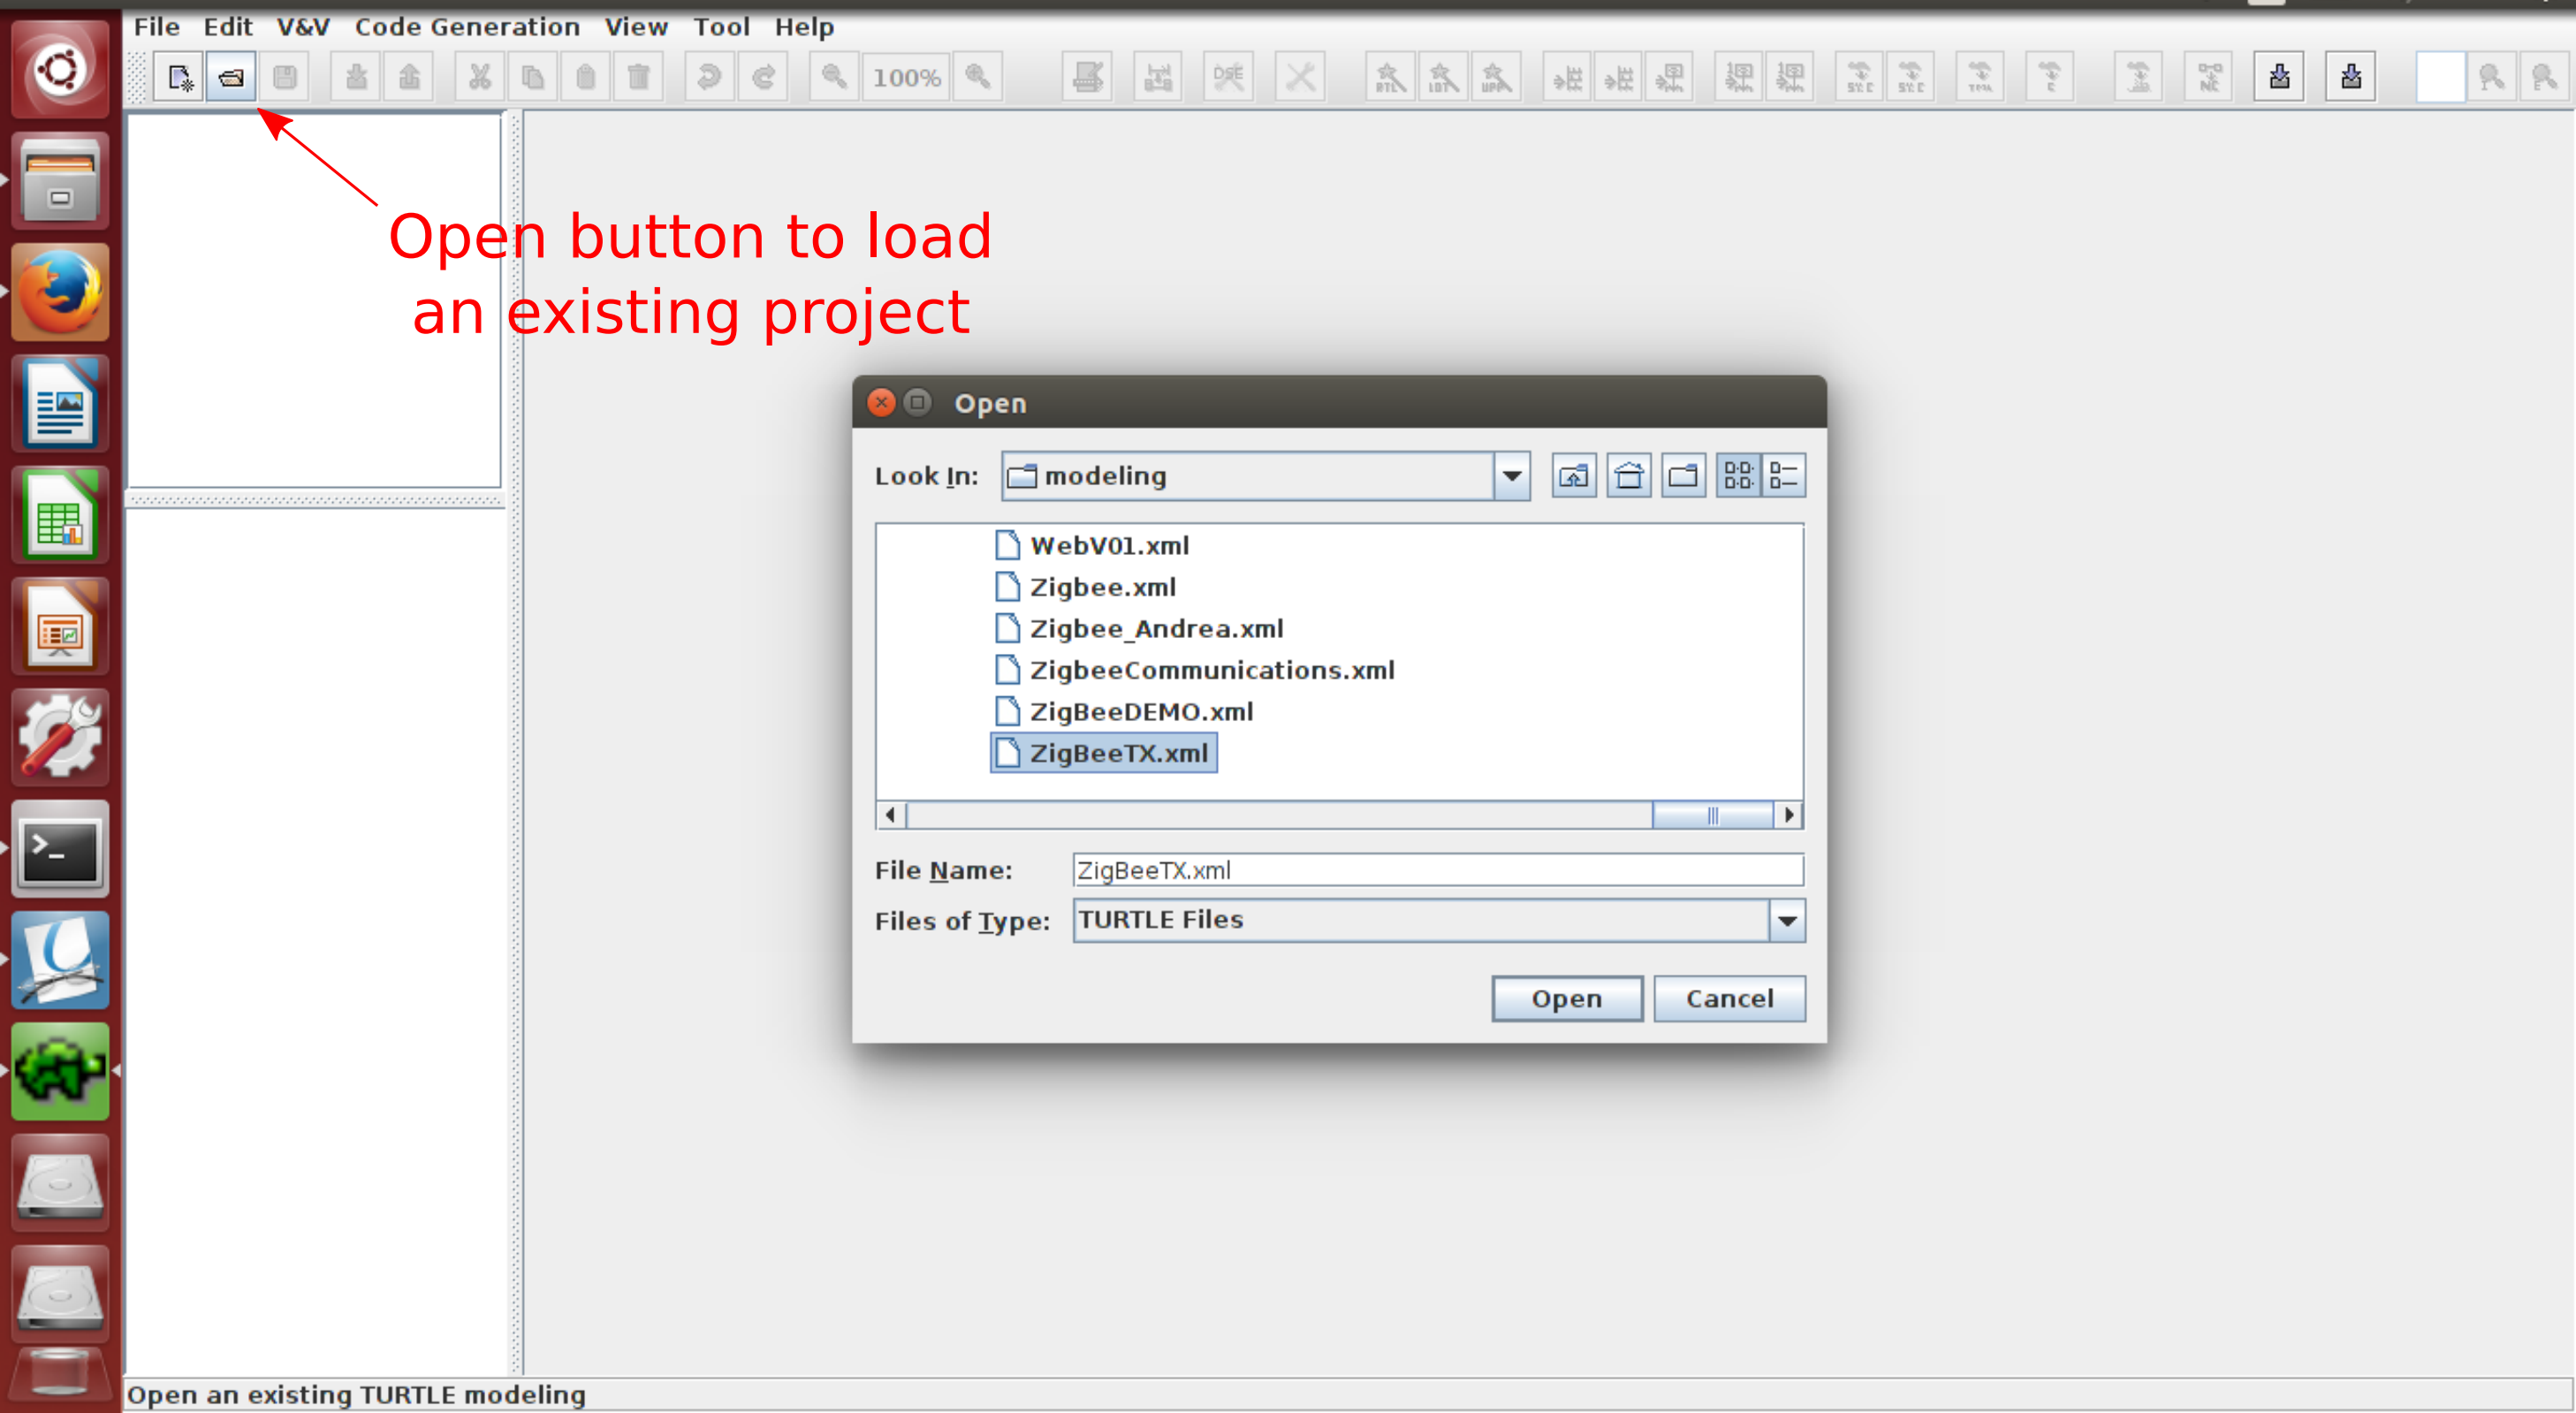 File Edit V&V Code Generation View Tool Help
100% DSE
Open button to load
an existing project
Open
Look In: modeling
WebV01.xml
Zigbee.xml
Zigbee_Andrea.xml
ZigbeeCommunications.xml
ZigBeeDEMO.xml
ZigBeeTX.xml
File Name: ZigBeeTX.xml
Files of Type: TURTLE Files
Open Cancel
Open an existing TURTLE modeling